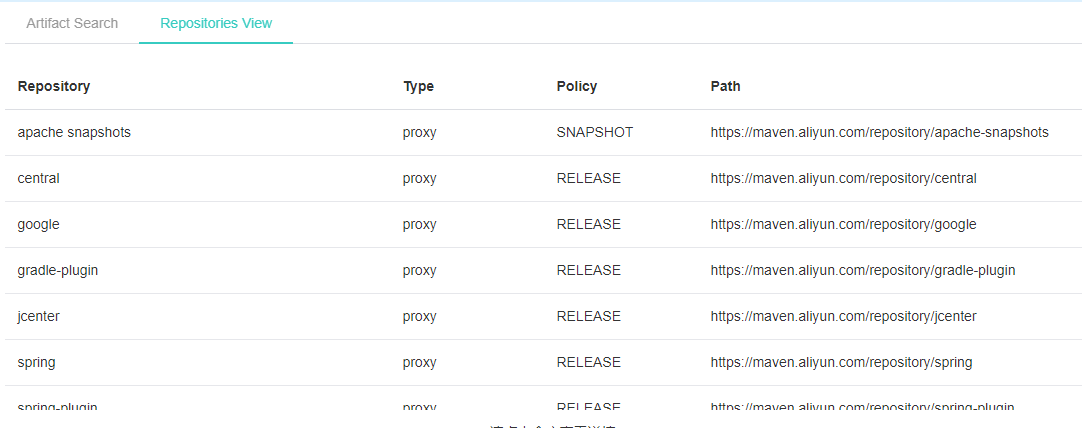 Artifact Search Repositories View
Repository Type Policy Path
apache snapshots proxy SNAPSHOT https://maven.aliyun.com/repository/apache-snapshots
central proxy RELEASE https://maven.aliyun.com/repository/central
google proxy RELEASE https://maven.aliyun.com/repository/google
gradle-plugin proxy RELEASE https://maven.aliyun.com/repository/gradle-plugin
jcenter proxy RELEASE https://maven.aliyun.com/repository/jcenter
spring proxy RELEASE https://maven.aliyun.com/repository/spring
spring-plugin proxy RELEASE https://maven.aliyun.com/repository/spring-plugin